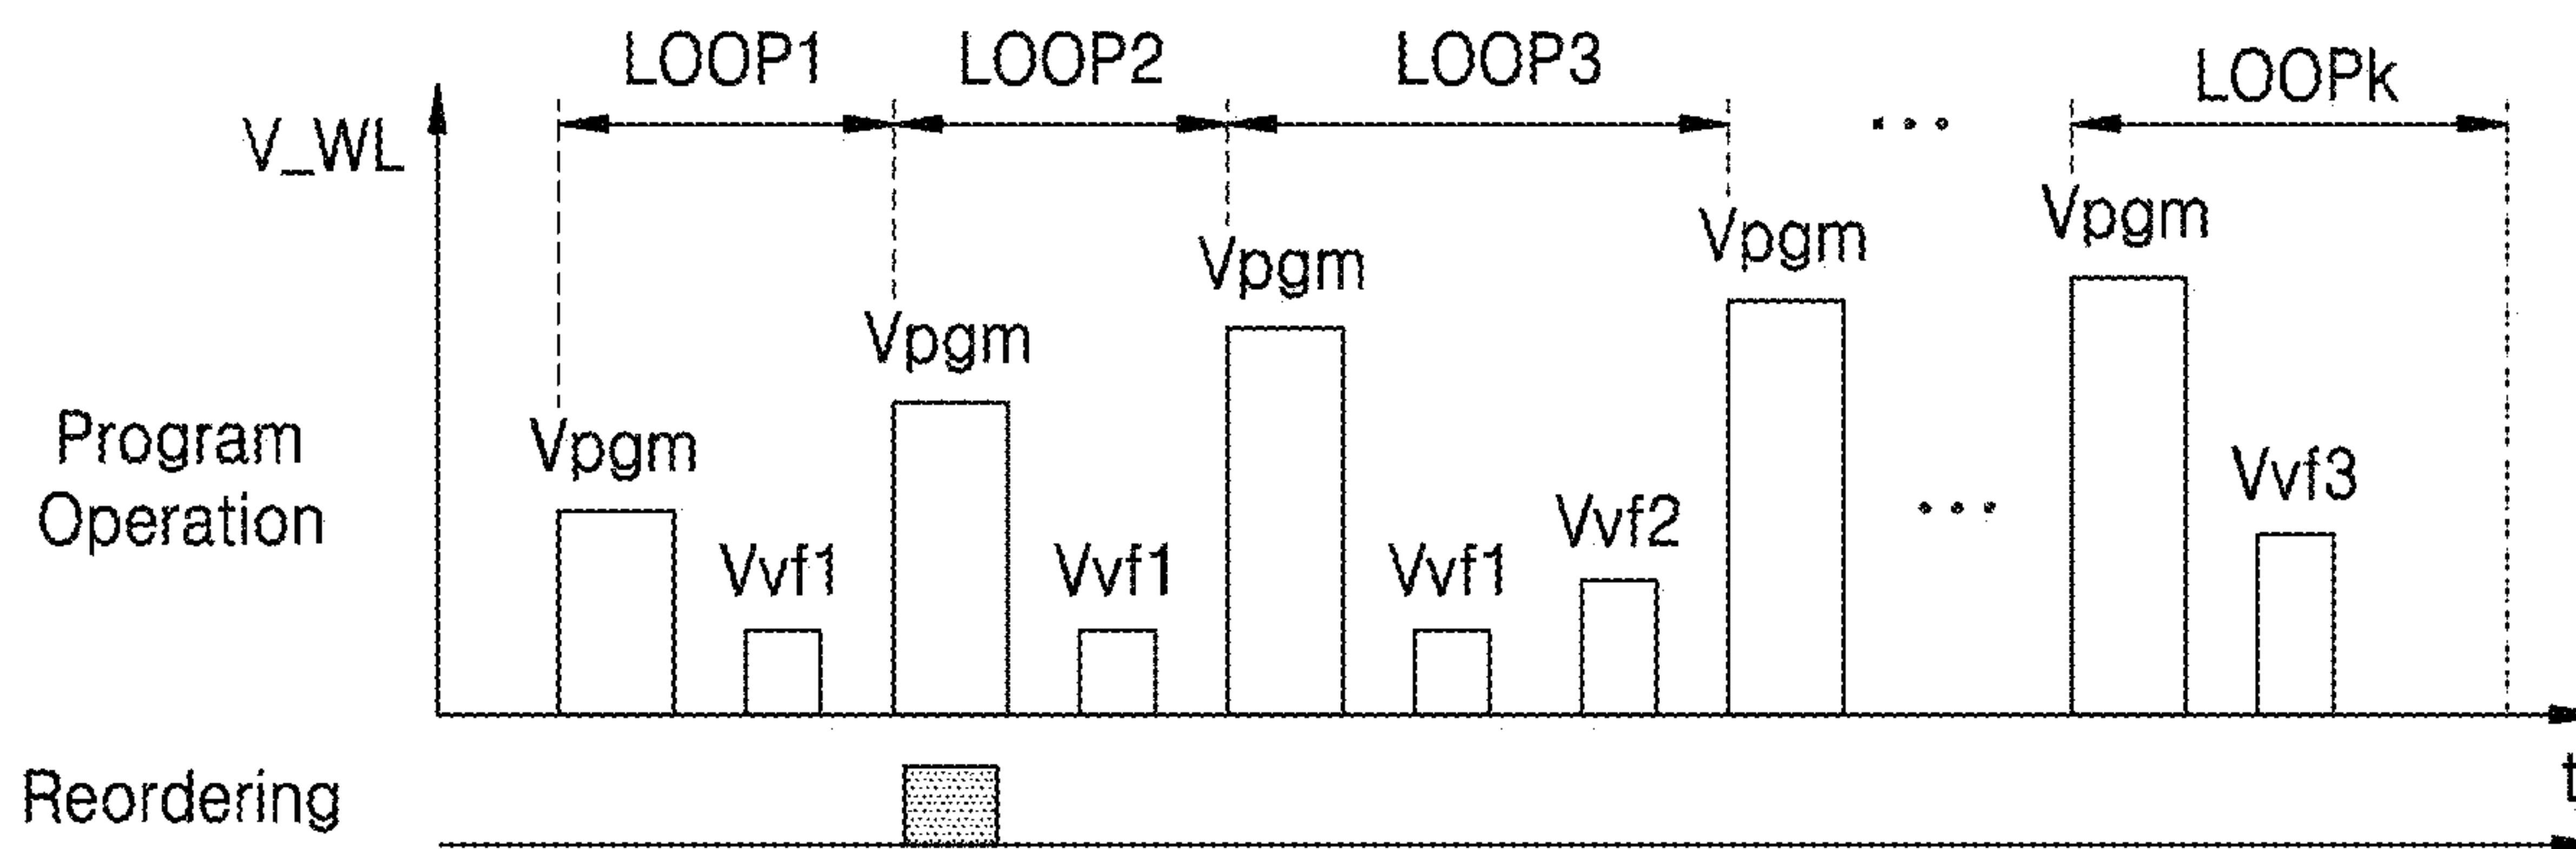 LOOP1 LOOP2 LOOP3 LOOPk
V_WL
...
Vpgm Vpgm Vpgm Vpgm Vpgm
Program
Operation
Vvf1 Vvf1 Vvf1 Vvf2 ... Vvf3
Reordering
t